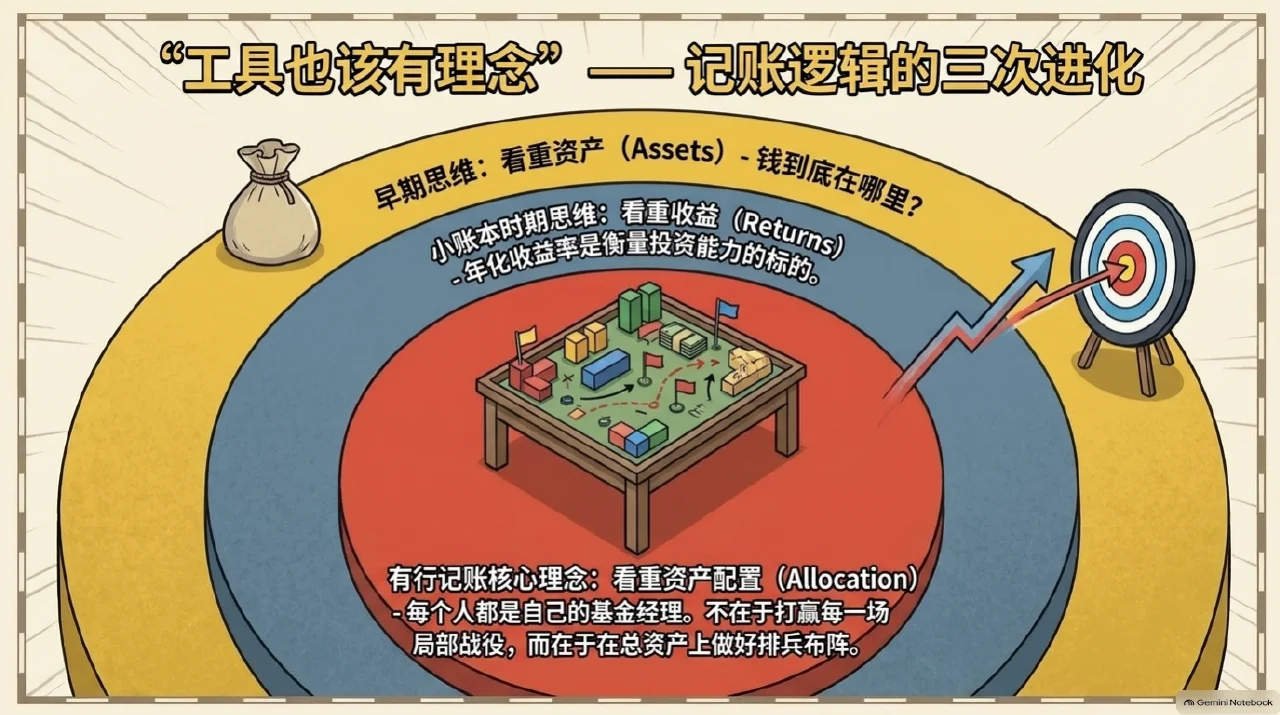 “工具也该有理念” —— 记账逻辑的三次进化
早期思维：看重资产（Assets）- 钱到底在哪里？
小账本时期思维：看重收益（Returns）
- 年化收益率是衡量投资能力的标的。
有行记账核心理念：看重资产配置（Allocation）
- 每个人都是自己的基金经理。不在于打赢每一场
局部战役，而在于在总资产上做好排兵布阵。
Gemini Notebook